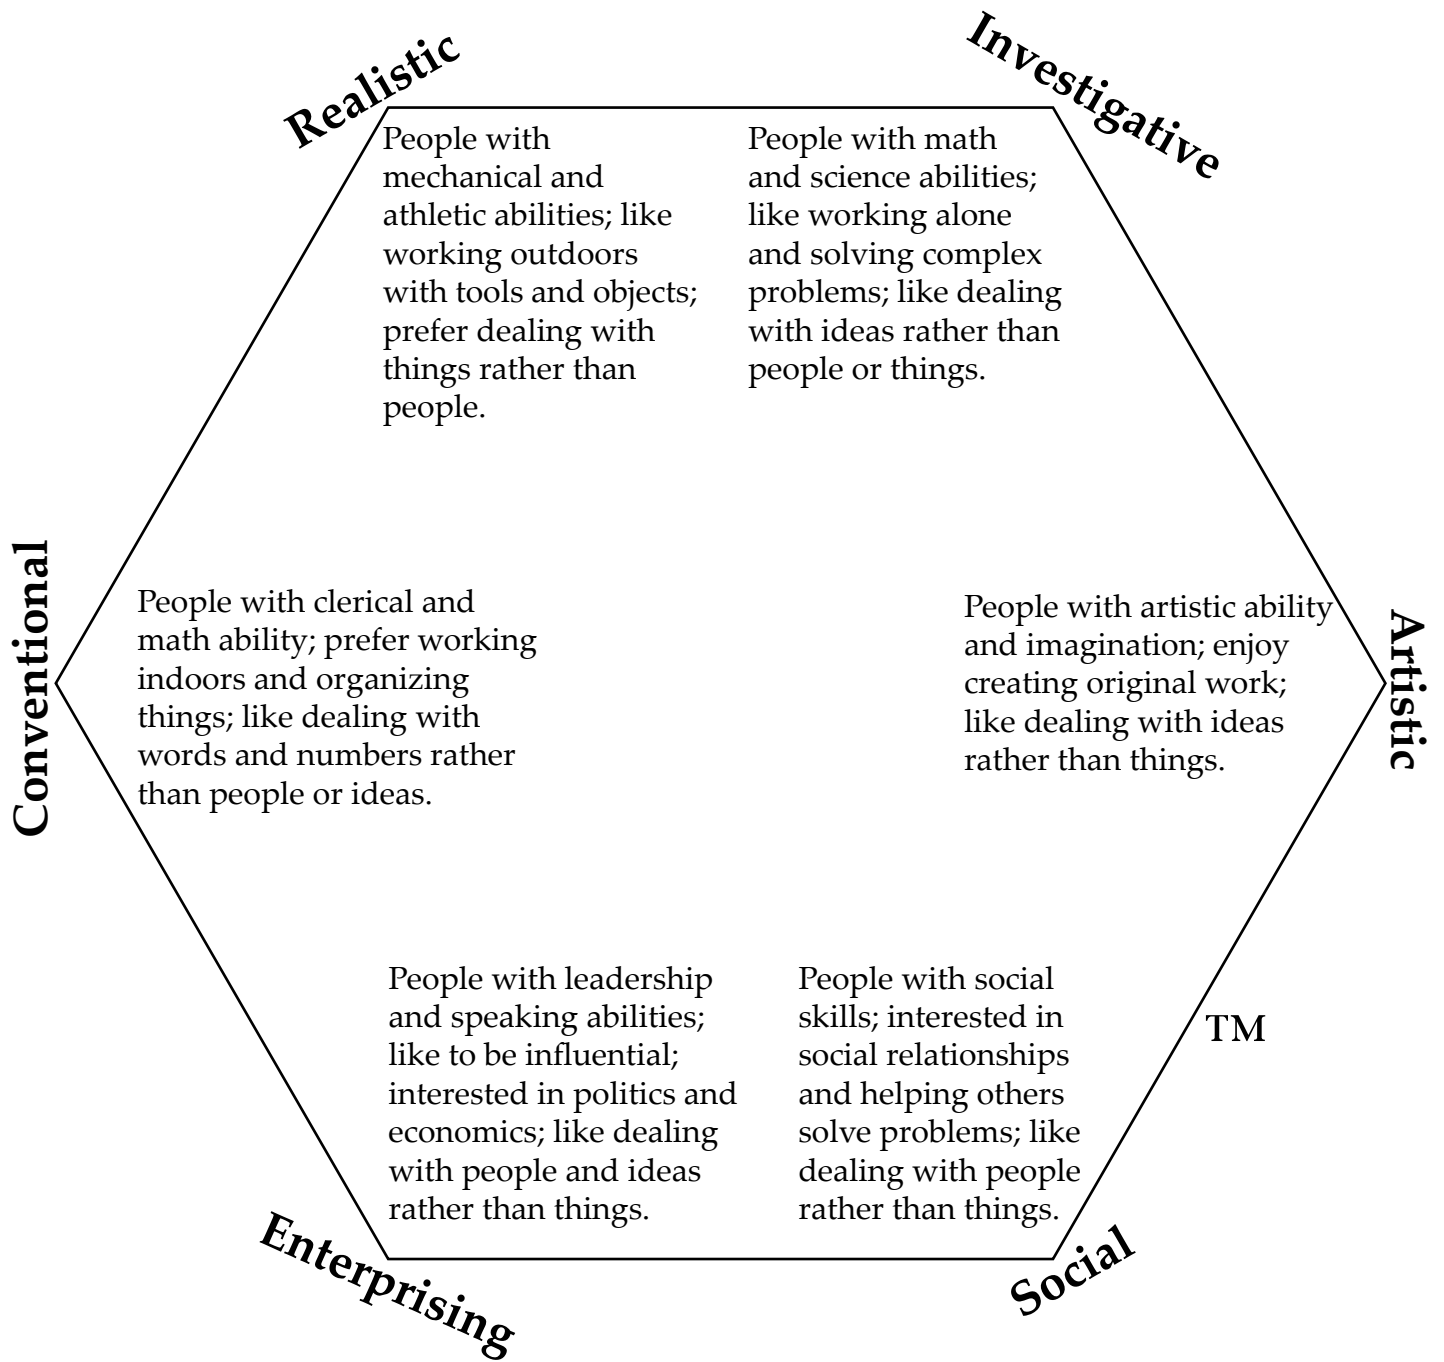 Realistic
Investigative
People with
mechanical and
athletic abilities; like
working outdoors
with tools and objects;
prefer dealing with
things rather than
people.
People with math
and science abilities;
like working alone
and solving complex
problems; like dealing
with ideas rather than
people or things.
Conventional
People with clerical and
math ability; prefer working
indoors and organizing
things; like dealing with
words and numbers rather
than people or ideas.
People with artistic ability
and imagination; enjoy
creating original work;
like dealing with ideas
rather than things.
Artistic
People with leadership
and speaking abilities;
like to be influential;
interested in politics and
economics; like dealing
with people and ideas
rather than things.
People with social
skills; interested in
social relationships
and helping others
solve problems; like
dealing with people
rather than things.
TM
Enterprising
Social